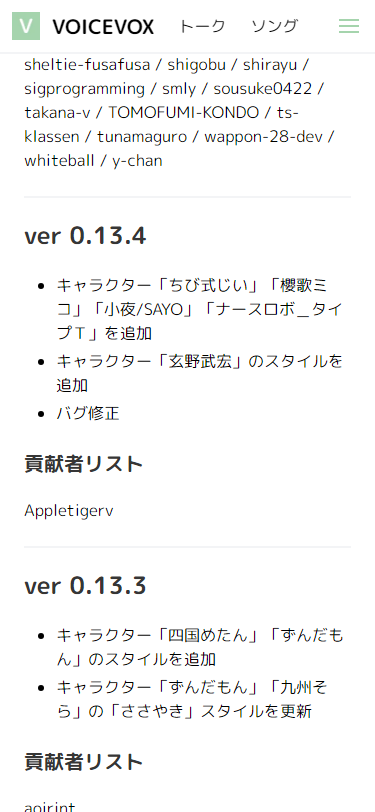 V VOICEVOX トーク ソング
sheltie-fusafusa / shigobu / shirayu /
sigprogramming / smly / sousuke0422 /
takana-v / TOMOFUMI-KONDO / ts-
klassen / tunamaguro / wappon-28-dev /
whiteball / y-chan
ver 0.13.4
キャラクター「ちび式じい」「櫻歌ミ
コ」「小夜/SAYO」「ナースロボ＿タイ
プＴ」を追加
キャラクター「玄野武宏」のスタイルを
追加
バグ修正
貢献者リスト
Appletigerv
ver 0.13.3
キャラクター「四国めたん」「ずんだも
ん」のスタイルを追加
キャラクター「ずんだもん」「九州そ
ら」の「ささやき」スタイルを更新
貢献者リスト
aoirint